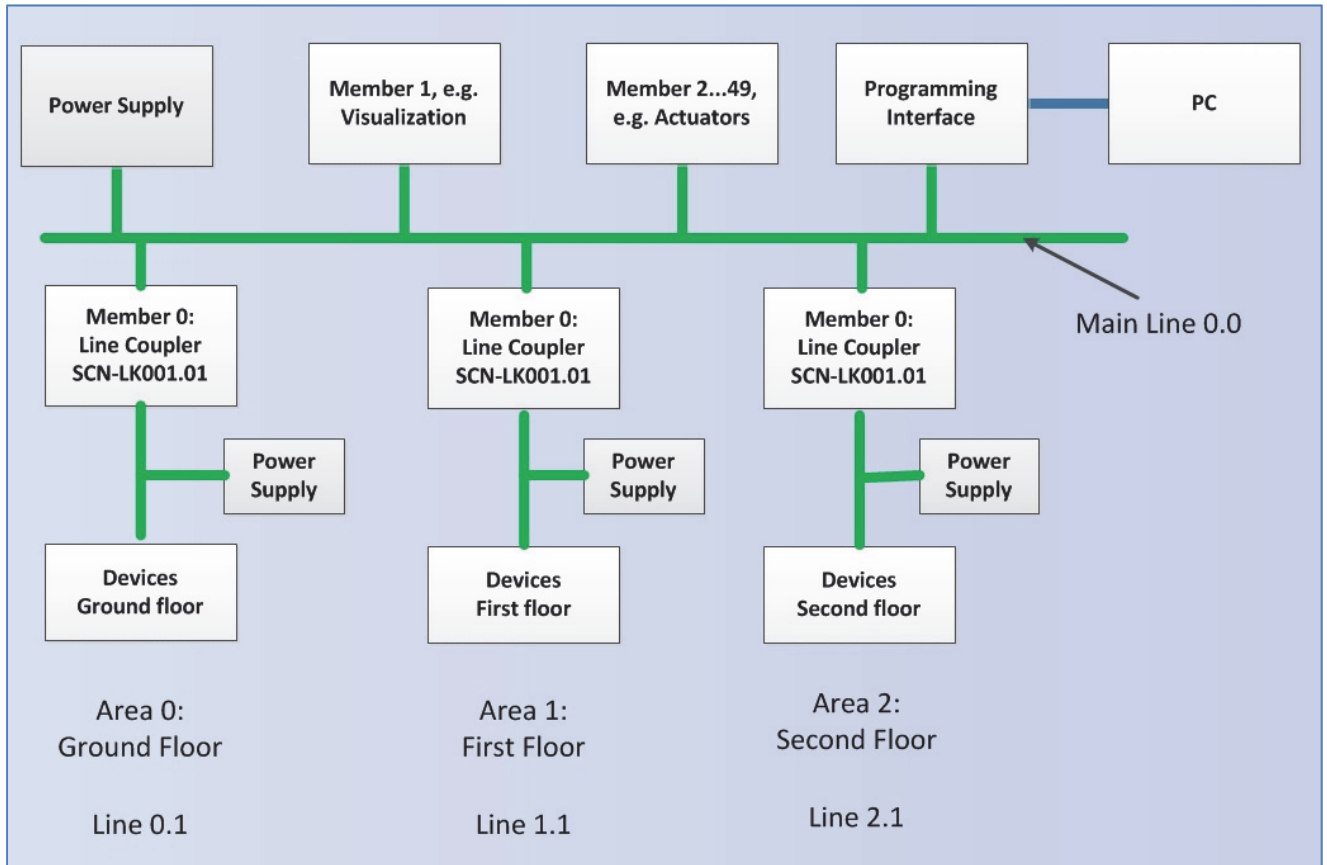 Power Supply
Member 1, e.g.
Visualization
Member 2...49,
e.g. Actuators
Programming
Interface
PC
Main Line 0.0
Member 0:
Line Coupler
SCN-LK001.01
Member 0:
Line Coupler
SCN-LK001.01
Member 0:
Line Coupler
SCN-LK001.01
Power
Supply
Power
Supply
Power
Supply
Devices
Ground floor
Devices
First floor
Devices
Second floor
Area 0:
Ground Floor
Area 1:
First Floor
Area 2:
Second Floor
Line 0.1
Line 1.1
Line 2.1